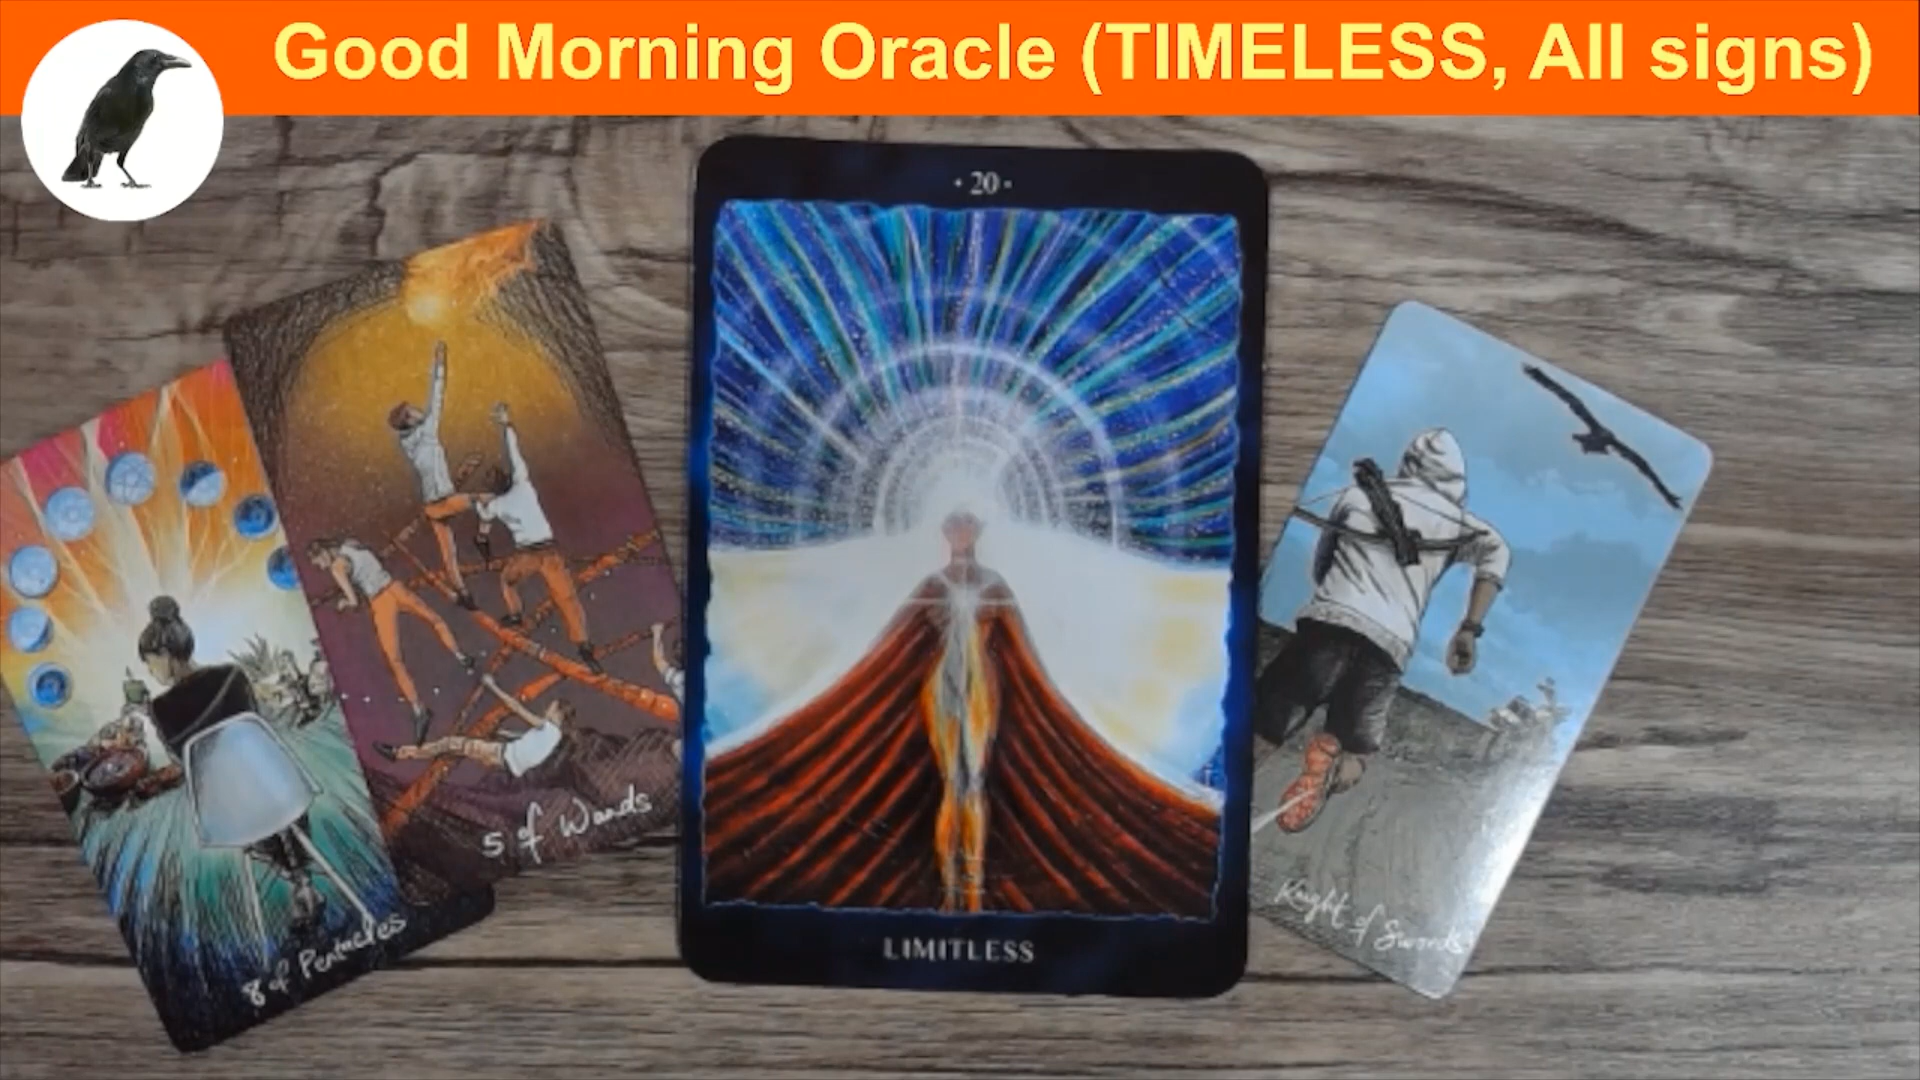 Good Morning Oracle (TIMELESS, All signs)
• 20 •
5 of Wands
Knight of Swords
8 of Pentacles
LIMITLESS